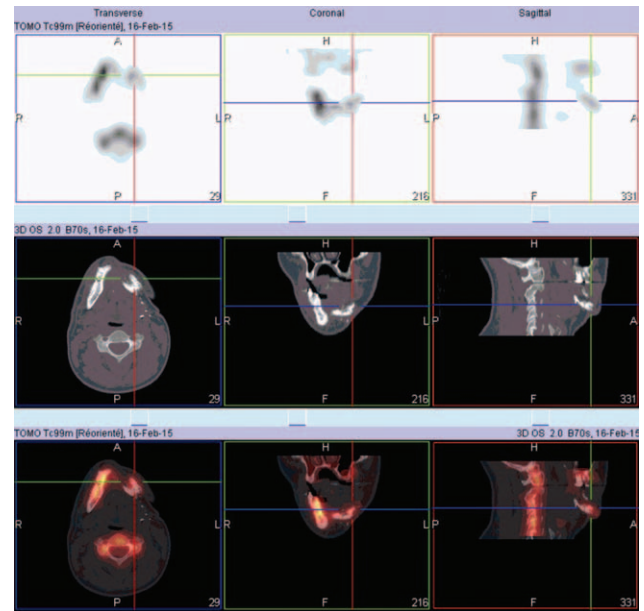 Transverse Coronal Sagittal
TOMO Tc99m [Réorienté], 16-Feb-15
A H H
R L R L P A
P 29 F 216 F 331
3D OS 2.0 B70s, 16-Feb-15
A H H
R L R L P A
P 29 F 216 F 331
TOMO Tc99m [Réorienté], 16-Feb-15 3D OS 2.0 B70s, 16-Feb-15
A H H
R L R L P A
P 29 F 216 F 331